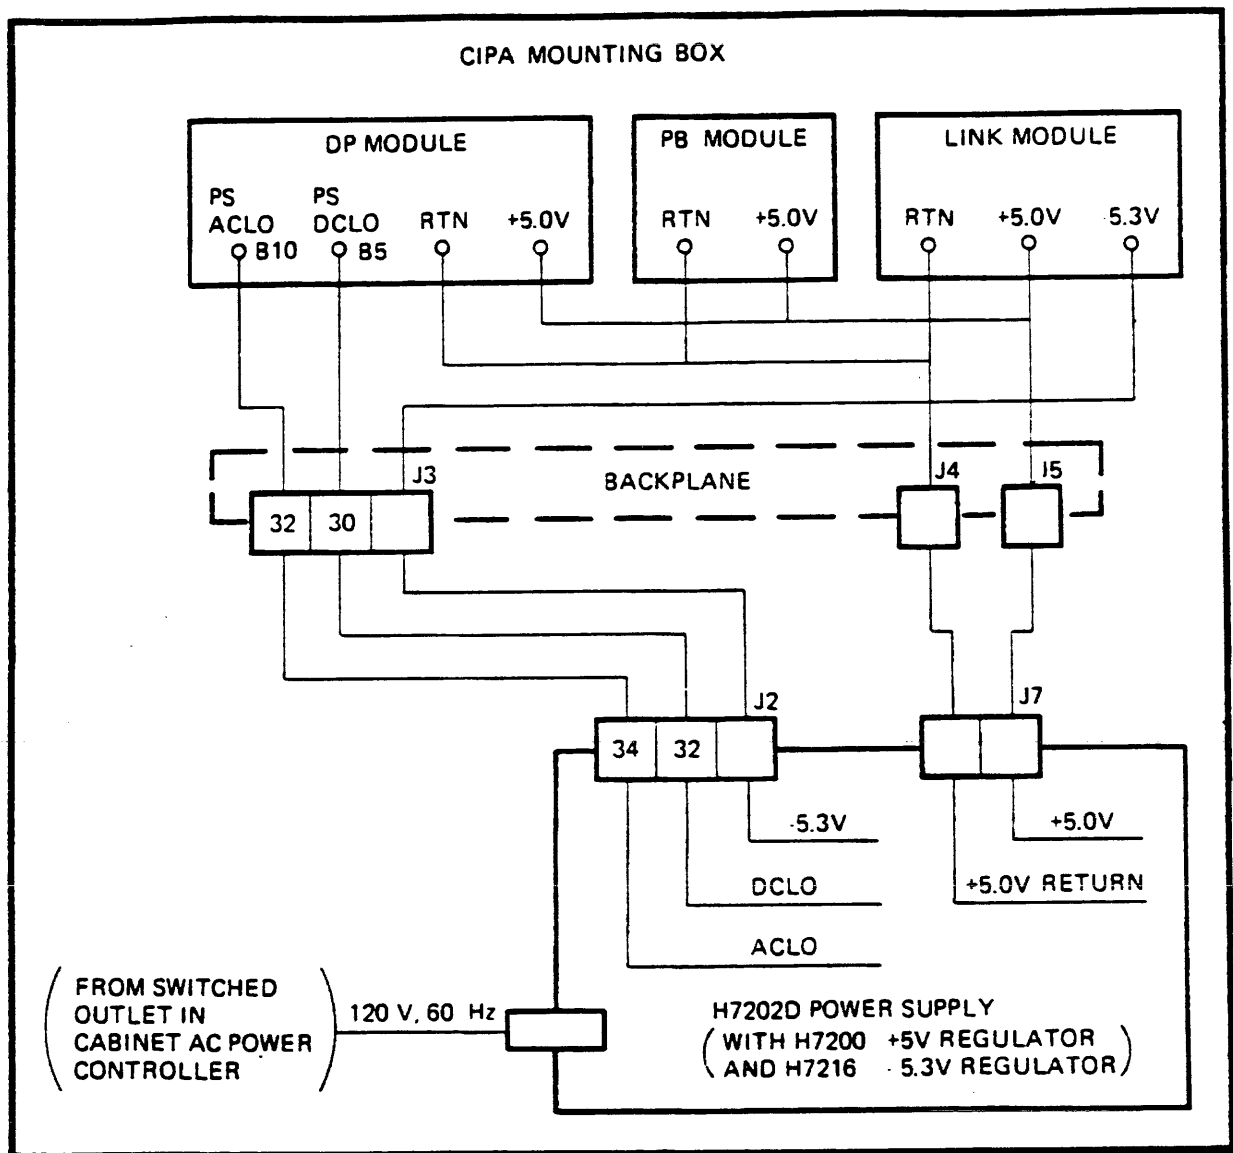 CIPA MOUNTING BOX
DP MODULE
PB MODULE
LINK MODULE
PS
ACLO
B10
PS
DCLO
B5
RTN
+5.0V
RTN
+5.0V
RTN
+5.0V
5.3V
J3
BACKPLANE
J4
J5
32
30
J2
J7
34
32
-5.3V
+5.0V
DCLO
+5.0V RETURN
ACLO
FROM SWITCHED
OUTLET IN
CABINET AC POWER
CONTROLLER
120 V, 60 Hz
H7202D POWER SUPPLY
(WITH H7200 +5V REGULATOR
AND H7216 -5.3V REGULATOR)